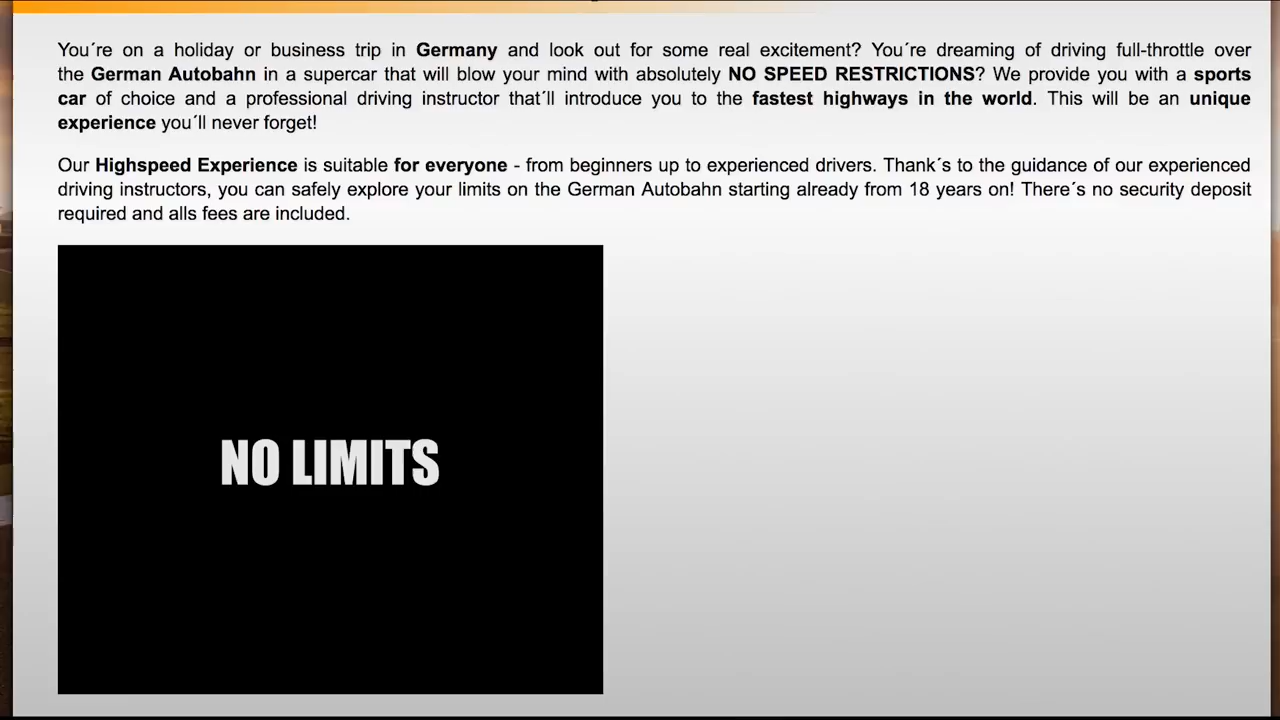 You´re on a holiday or business trip in Germany and look out for some real excitement? You´re dreaming of driving full-throttle over
the German Autobahn in a supercar that will blow your mind with absolutely NO SPEED RESTRICTIONS? We provide you with a sports
car of choice and a professional driving instructor that´ll introduce you to the fastest highways in the world. This will be an unique
experience you´ll never forget!
Our Highspeed Experience is suitable for everyone - from beginners up to experienced drivers. Thank´s to the guidance of our experienced
driving instructors, you can safely explore your limits on the German Autobahn starting already from 18 years on! There´s no security deposit
required and alls fees are included.
NO LIMITS